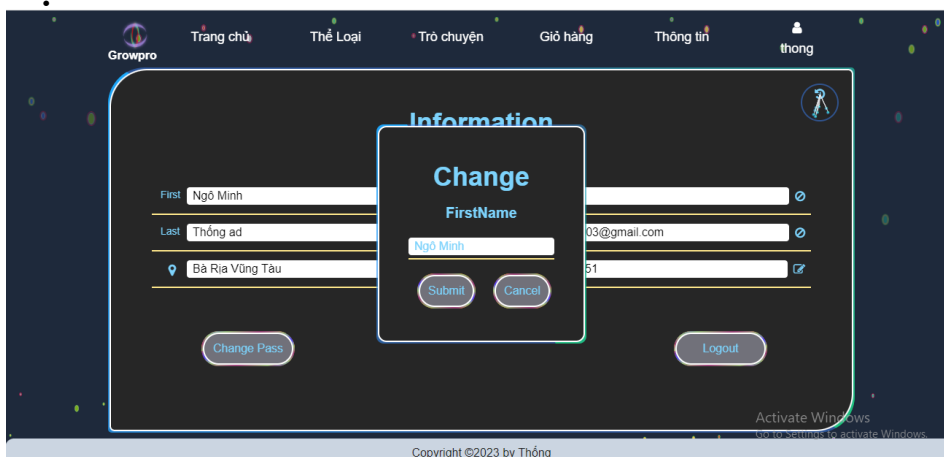 Growpro
Trang chủ
Thể Loại
Trò chuyện
Giỏ hàng
Thông tin
thong
Information
Change
FirstName
Ngô Minh
Submit
Cancel
First
Ngô Minh
Last
Thống ad
03@gmail.com
Bà Rịa Vũng Tàu
51
Change Pass
Logout
Activate Windows
Go to Settings to activate Windows.
Copyright ©2023 by Thống